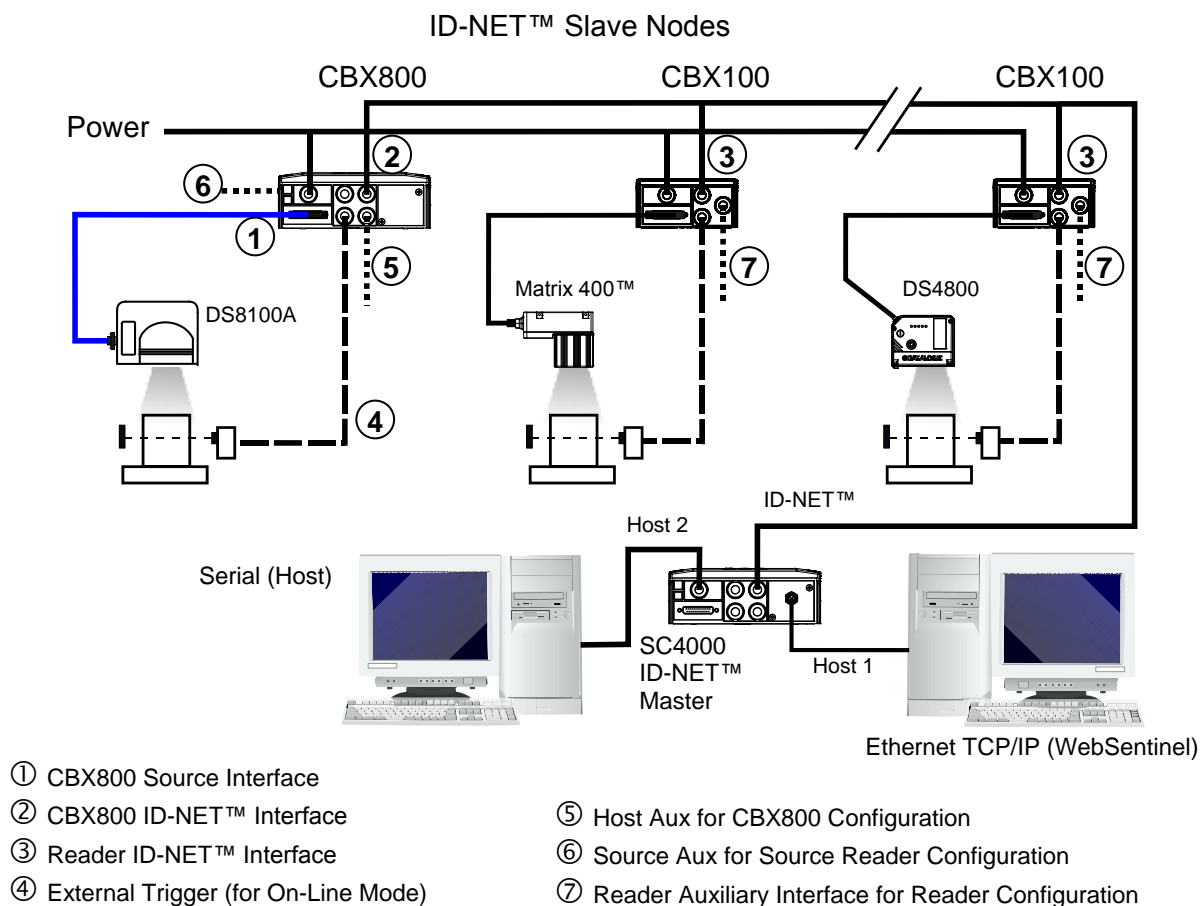 ID-NET™ Slave Nodes
CBX800
CBX100
CBX100
Power
2
3
3
6
1
5
7
7
DS8100A
Matrix 400™
DS4800
DATALOGIC
4
ID-NET™
Host 2
Serial (Host)
SC4000
ID-NET™
Master
Host 1
Ethernet TCP/IP (WebSentinel)
① CBX800 Source Interface
② CBX800 ID-NET™ Interface
③ Reader ID-NET™ Interface
④ External Trigger (for On-Line Mode)
⑤ Host Aux for CBX800 Configuration
⑥ Source Aux for Source Reader Configuration
⑦ Reader Auxiliary Interface for Reader Configuration